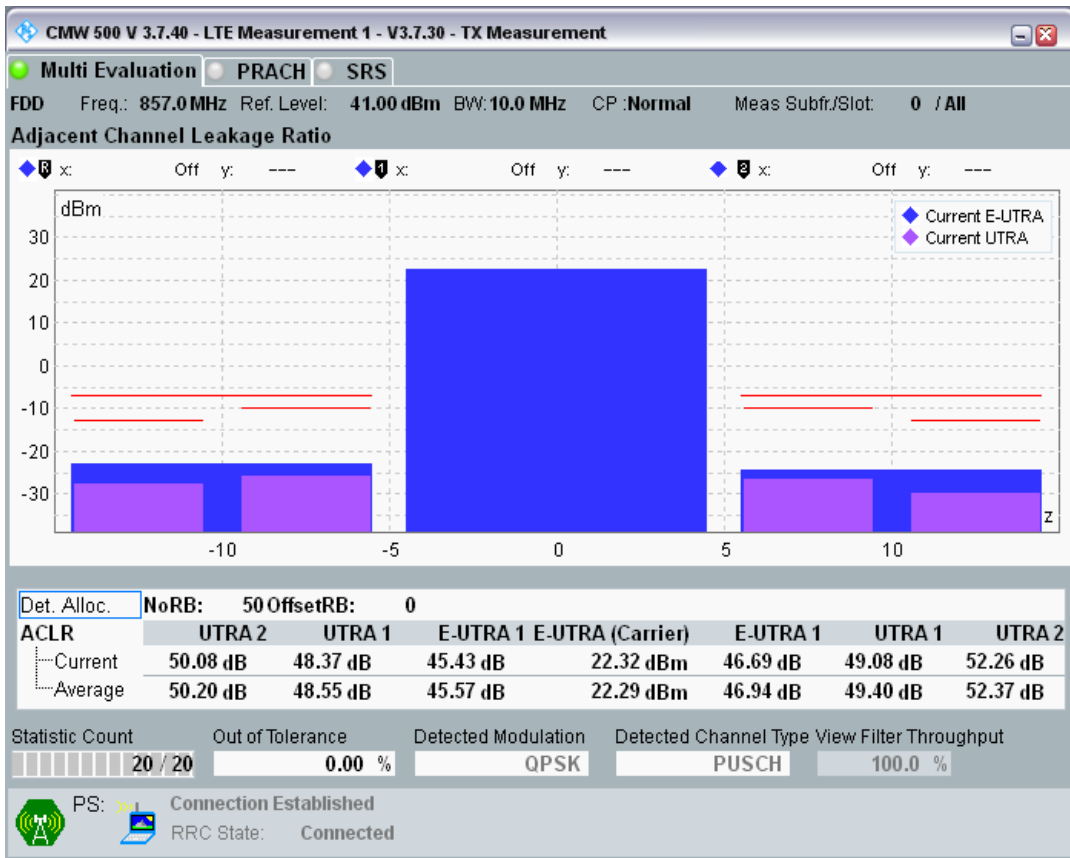 CMW 500 V 3.7.40 - LTE Measurement 1 - V3.7.30 - TX Measurement
Multi Evaluation PRACH SRS
FDD Freq.: 857.0 MHz Ref. Level: 41.00 dBm BW: 10.0 MHz CP :Normal Meas Subfr./Slot: 0 / All
Adjacent Channel Leakage Ratio
R x: Off y: --- 1 x: Off y: --- 2 x: Off y: ---
dBm
Current E-UTRA
Current UTRA
30
20
10
0
-10
-20
-30
z
-10 -5 0 5 10
Det. Alloc. NoRB: 50 OffsetRB: 0
ACLR UTRA 2 UTRA 1 E-UTRA 1 E-UTRA (Carrier) E-UTRA 1 UTRA 1 UTRA 2
Current 50.08 dB 48.37 dB 45.43 dB 22.32 dBm 46.69 dB 49.08 dB 52.26 dB
Average 50.20 dB 48.55 dB 45.57 dB 22.29 dBm 46.94 dB 49.40 dB 52.37 dB
Statistic Count Out of Tolerance Detected Modulation Detected Channel Type View Filter Throughput
20 / 20 0.00 % QPSK PUSCH 100.0 %
PS: Connection Established
RRC State: Connected